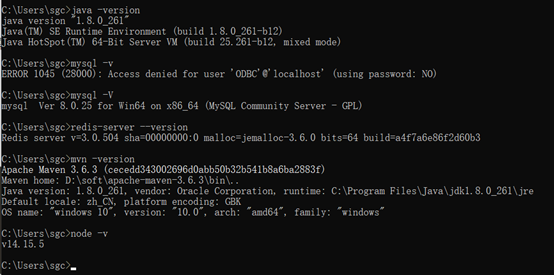 C:\Users\sgc>java -version
java version "1.8.0_261"
Java(TM) SE Runtime Environment (build 1.8.0_261-b12)
Java HotSpot(TM) 64-Bit Server VM (build 25.261-b12, mixed mode)
C:\Users\sgc>mysql -v
ERROR 1045 (28000): Access denied for user 'ODBC'@'localhost' (using password: NO)
C:\Users\sgc>mysql -V
mysql  Ver 8.0.25 for Win64 on x86_64 (MySQL Community Server - GPL)
C:\Users\sgc>redis-server --version
Redis server v=3.0.504 sha=00000000:0 malloc=jemalloc-3.6.0 bits=64 build=a4f7a6e86f2d60b3
C:\Users\sgc>mvn -version
Apache Maven 3.6.3 (cecedd343002696d0abb50b32b541b8a6ba2883f)
Maven home: D:\soft\apache-maven-3.6.3\bin\..
Java version: 1.8.0_261, vendor: Oracle Corporation, runtime: C:\Program Files\Java\jdk1.8.0_261\jre
Default locale: zh_CN, platform encoding: GBK
OS name: "windows 10", version: "10.0", arch: "amd64", family: "windows"
C:\Users\sgc>node -v
v14.15.5
C:\Users\sgc>